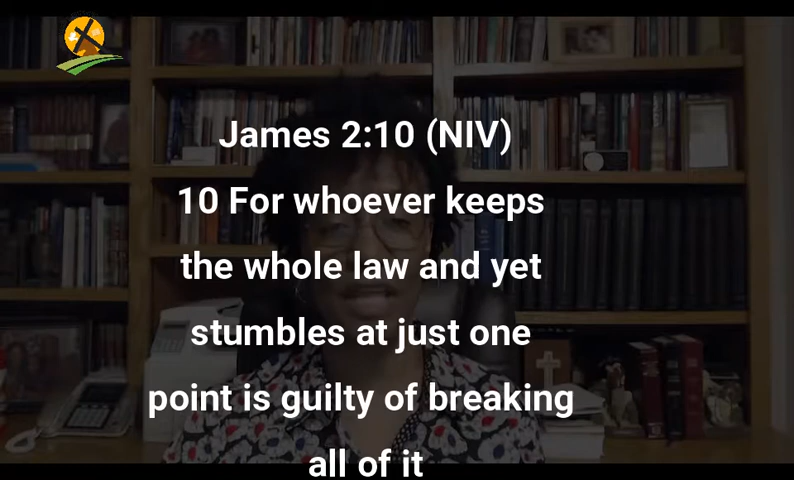 James 2:10 (NIV)
10 For whoever keeps
the whole law and yet
stumbles at just one
point is guilty of breaking
all of it